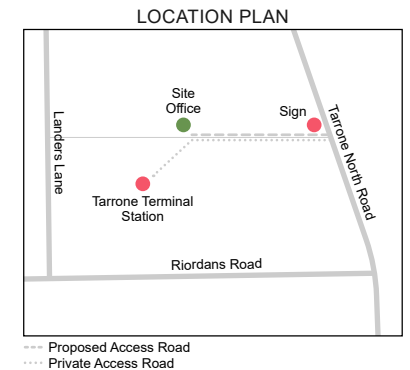 LOCATION PLAN
Site
Office
Sign
Landers Lane
Tarrone North Road
Tarrone Terminal
Station
Riordans Road
Proposed Access Road
Private Access Road